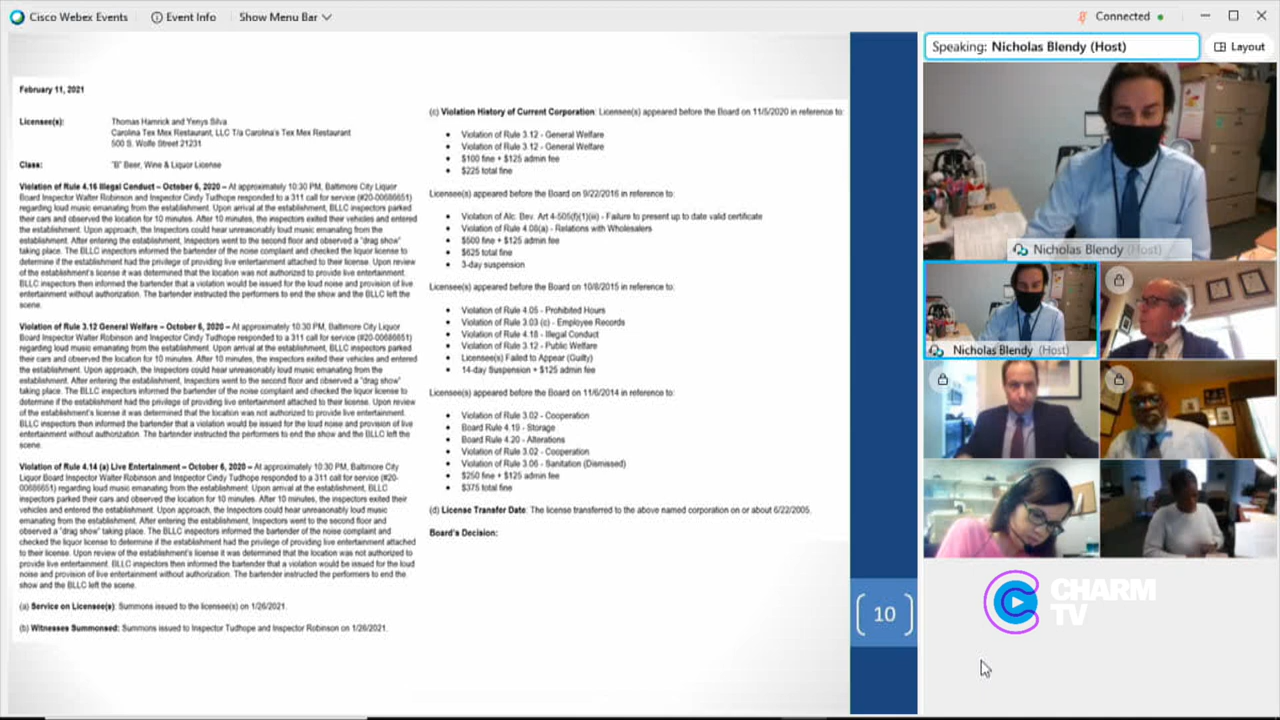 Cisco Webex Events
Event Info
Show Menu Bar
Connected
February 11, 2021
Licensee(s):
Thomas Hamrick and Yenys Silva
Carolina Tex Mex Restaurant, LLC T/a Carolina's Tex Mex Restaurant
500 S. Wolfe Street 21231
Class:
"B" Beer, Wine & Liquor License
Violation of Rule 4.16 Illegal Conduct – October 6, 2020 – At approximately 10:30 PM, Baltimore City Liquor
Board Inspector Walter Robinson and Inspector Cindy Tudhope responded to a 311 call for service (#20-00686651)
regarding loud music emanating from the establishment. Upon arrival at the establishment, BLLC inspectors parked
their cars and observed the location for 10 minutes. After 10 minutes, the inspectors exited their vehicles and entered
the establishment. Upon approach, the Inspectors could hear unreasonably loud music emanating from the
establishment. After entering the establishment, Inspectors went to the second floor and observed a "drag show"
taking place. The BLLC inspectors informed the bartender of the noise complaint and checked the liquor license to
determine if the establishment had the privilege of providing live entertainment attached to their license. Upon review
of the establishment's license it was determined that the location was not authorized to provide live entertainment.
BLLC inspectors then informed the bartender that a violation would be issued for the loud noise and provision of live
entertainment without authorization. The bartender instructed the performers to end the show and the BLLC left the
scene.
Violation of Rule 3.12 General Welfare – October 6, 2020 – At approximately 10:30 PM, Baltimore City Liquor
Board Inspector Walter Robinson and Inspector Cindy Tudhope responded to a 311 call for service (#20-00686651)
regarding loud music emanating from the establishment. Upon arrival at the establishment, BLLC inspectors parked
their cars and observed the location for 10 minutes. After 10 minutes, the inspectors exited their vehicles and entered
the establishment. Upon approach, the Inspectors could hear unreasonably loud music emanating from the
establishment. After entering the establishment, Inspectors went to the second floor and observed a "drag show"
taking place. The BLLC inspectors informed the bartender of the noise complaint and checked the liquor license to
determine if the establishment had the privilege of providing live entertainment attached to their license. Upon review
of the establishment's license it was determined that the location was not authorized to provide live entertainment.
BLLC inspectors then informed the bartender that a violation would be issued for the loud noise and provision of live
entertainment without authorization. The bartender instructed the performers to end the show and the BLLC left the
scene.
Violation of Rule 4.14 (a) Live Entertainment – October 6, 2020 – At approximately 10:30 PM, Baltimore City
Liquor Board Inspector Walter Robinson and Inspector Cindy Tudhope responded to a 311 call for service (#20-
00686651) regarding loud music emanating from the establishment. Upon arrival at the establishment, BLLC
inspectors parked their cars and observed the location for 10 minutes. After 10 minutes, the inspectors exited their
vehicles and entered the establishment. Upon approach, the Inspectors could hear unreasonably loud music
emanating from the establishment. After entering the establishment, Inspectors went to the second floor and
observed a "drag show" taking place. The BLLC inspectors informed the bartender of the noise complaint and
checked the liquor license to determine if the establishment had the privilege of providing live entertainment attached
to their license. Upon review of the establishment's license it was determined that the location was not authorized to
provide live entertainment. BLLC inspectors then informed the bartender that a violation would be issued for the loud
noise and provision of live entertainment without authorization. The bartender instructed the performers to end the
show and the BLLC left the scene.
(a) Service on Licensee(s): Summons issued to the licensee(s) on 1/26/2021.
(b) Witnesses Summonsed: Summons issued to Inspector Tudhope and Inspector Robinson on 1/26/2021.
(c) Violation History of Current Corporation: Licensee(s) appeared before the Board on 11/5/2020 in reference to:
• Violation of Rule 3.12 - General Welfare
• Violation of Rule 3.12 - General Welfare
• $100 fine + $125 admin fee
• $225 total fine
Licensee(s) appeared before the Board on 9/22/2016 in reference to:
• Violation of Alc. Bev. Art 4-505(f)(1)(iii) - Failure to present up to date valid certificate
• Violation of Rule 4.08(a) - Relations with Wholesalers
• $500 fine + $125 admin fee
• $625 total fine
• 3-day suspension
Licensee(s) appeared before the Board on 10/8/2015 in reference to:
• Violation of Rule 4.05 - Prohibited Hours
• Violation of Rule 3.03 (c) - Employee Records
• Violation of Rule 4.18 - Illegal Conduct
• Violation of Rule 3.12 - Public Welfare
• Licensee(s) Failed to Appear (Guilty)
• 14-day Suspension + $125 admin fee
Licensee(s) appeared before the Board on 11/6/2014 in reference to:
• Violation of Rule 3.02 - Cooperation
• Board Rule 4.19 - Storage
• Board Rule 4.20 - Alterations
• Violation of Rule 3.02 - Cooperation
• Violation of Rule 3.06 - Sanitation (Dismissed)
• $250 fine + $125 admin fee
• $375 total fine
(d) License Transfer Date: The license transferred to the above named corporation on or about 6/22/2005.
Board's Decision:
10
Speaking: Nicholas Blendy (Host)
Layout
Nicholas Blendy (Host)
Nicholas Blendy (Host)
CHARM
TV